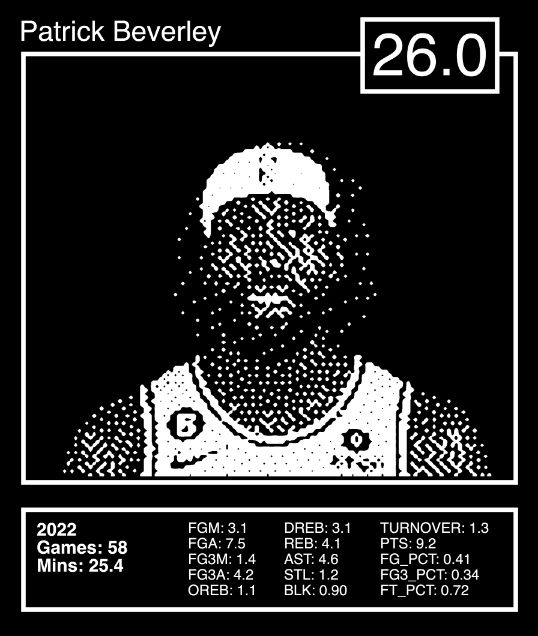 Patrick Beverley
26.0
6
2022
Games: 58
Mins: 25.4
FGM: 3.1
FGA: 7.5
FG3M: 1.4
FG3A: 4.2
OREB: 1.1
DREB: 3.1
REB: 4.1
AST: 4.6
STL: 1.2
BLK: 0.90
TURNOVER: 1.3
PTS: 9.2
FG_PCT: 0.41
FG3_PCT: 0.34
FT_PCT: 0.72